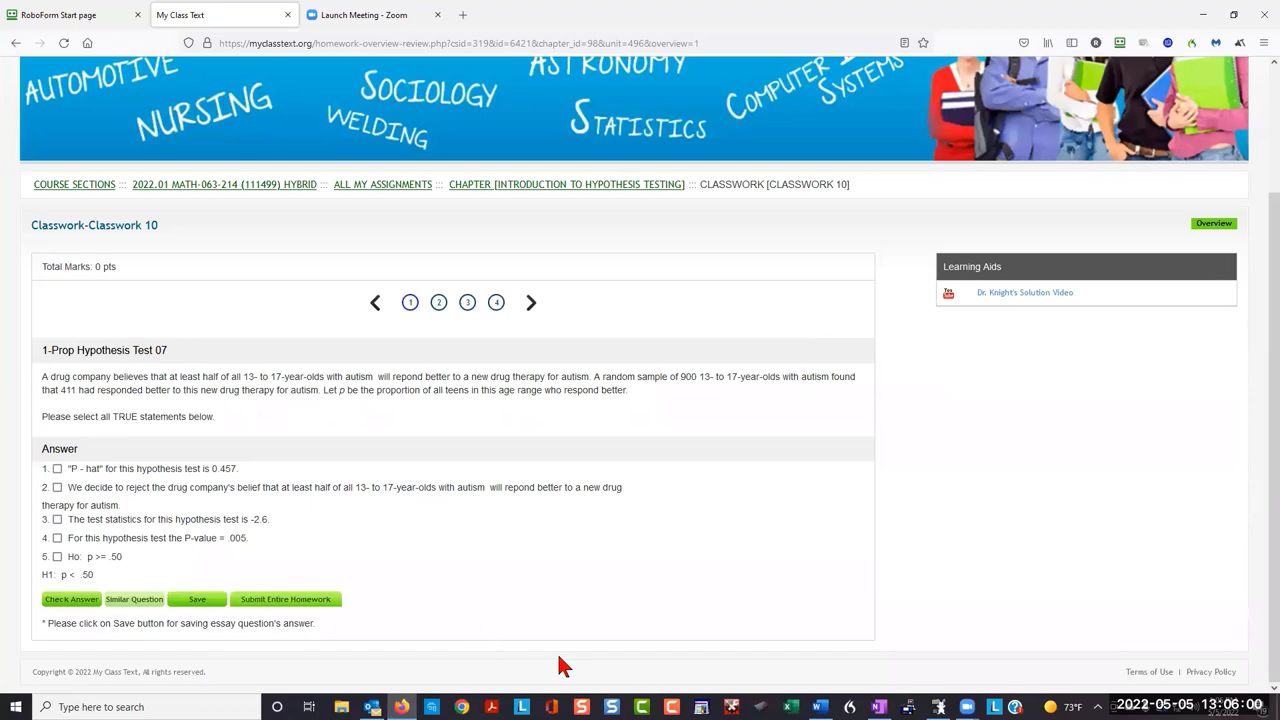 RoboForm Start page
My Class Text
Launch Meeting - Zoom
https://myclasstext.org/homework-overview-review.php?csid=319&id=6421&chapter_id=98&unit=496&overview=1
AUTOMOTIVE
NURSING
SOCIOLOGY
WELDING
ASTRONOMY
STATISTICS
COMPUTER
SYSTEMS
COURSE SECTIONS ::: 2022.01 MATH-063-214 (111499) HYBRID ::: ALL MY ASSIGNMENTS ::: CHAPTER [INTRODUCTION TO HYPOTHESIS TESTING] ::: CLASSWORK [CLASSWORK 10]
Classwork-Classwork 10
Overview
Total Marks: 0 pts
Learning Aids
You Tube Dr. Knight's Solution Video
1 2 3 4
1-Prop Hypothesis Test 07
A drug company believes that at least half of all 13- to 17-year-olds with autism will repond better to a new drug therapy for autism. A random sample of 900 13- to 17-year-olds with autism found
that 411 had responded better to this new drug therapy for autism. Let p be the proportion of all teens in this age range who respond better.
Please select all TRUE statements below.
Answer
1. "P - hat" for this hypothesis test is 0.457.
2. We decide to reject the drug company's belief that at least half of all 13- to 17-year-olds with autism will repond better to a new drug
therapy for autism.
3. The test statistics for this hypothesis test is -2.6.
4. For this hypothesis test the P-value = .005.
5. Ho: p >= .50
H1: p < .50
Check Answer Similar Question Save Submit Entire Homework
* Please click on Save button for saving essay question's answer.
Copyright © 2022 My Class Text, All rights reserved.
Terms of Use | Privacy Policy
Type here to search
73°F
2022-05-05 13:06:00